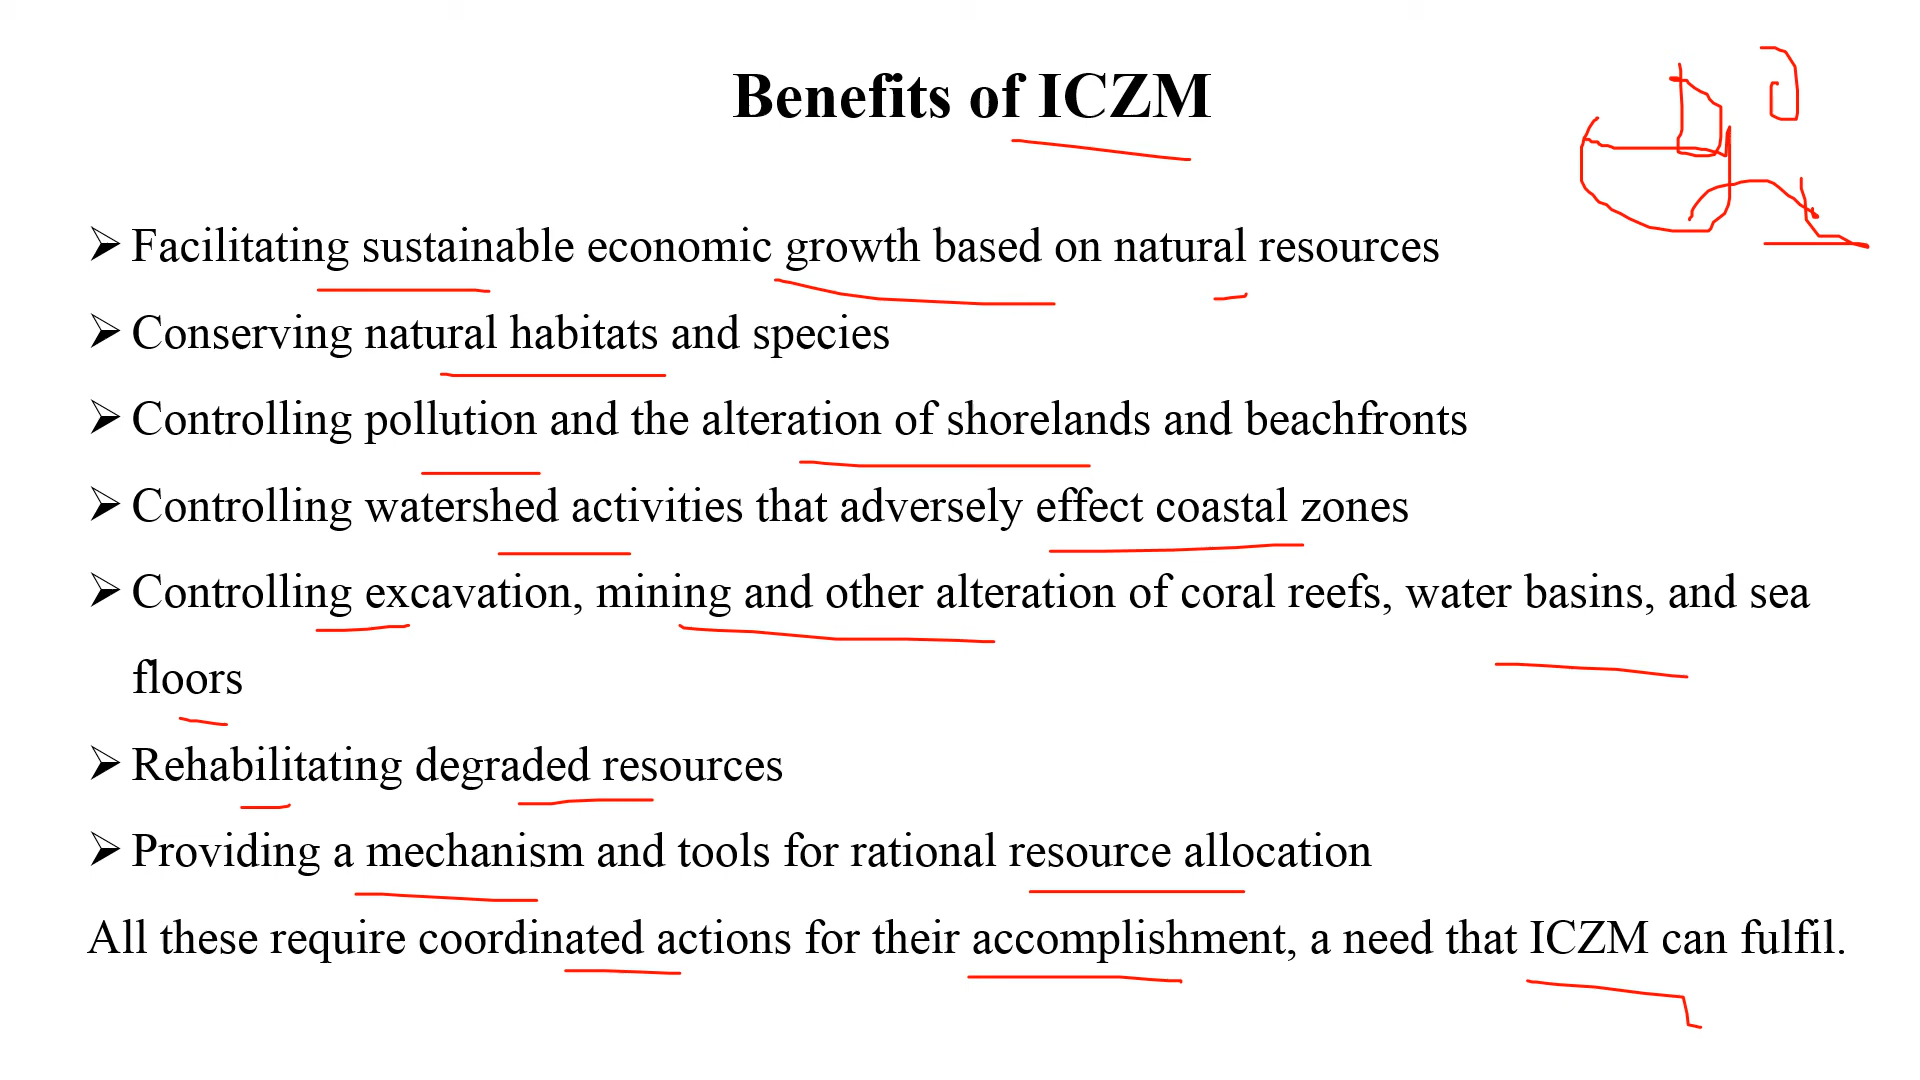 Benefits of ICZM
➢ Facilitating sustainable economic growth based on natural resources
➢ Conserving natural habitats and species
➢ Controlling pollution and the alteration of shorelands and beachfronts
➢ Controlling watershed activities that adversely effect coastal zones
➢ Controlling excavation, mining and other alteration of coral reefs, water basins, and sea
floors
➢ Rehabilitating degraded resources
➢ Providing a mechanism and tools for rational resource allocation
All these require coordinated actions for their accomplishment, a need that ICZM can fulfil.